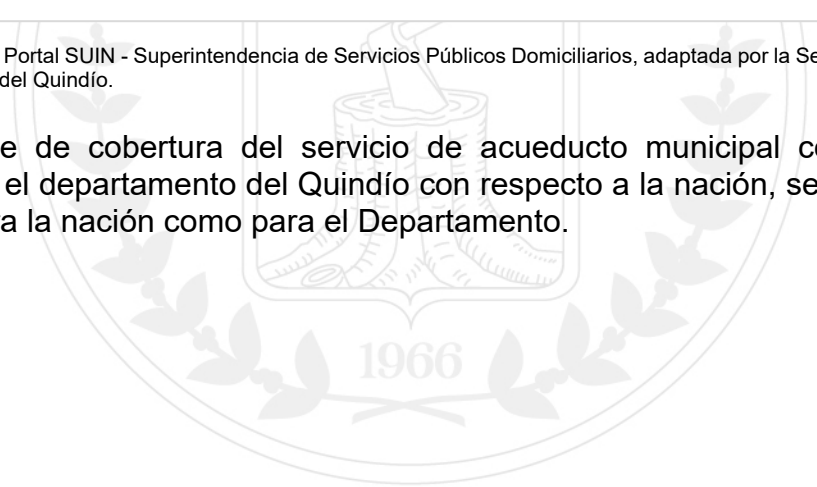 Portal SUIN - Superintendencia de Servicios Públicos Domiciliarios, adaptada por la Se
del Quindío.
e de cobertura del servicio de acueducto municipal co
el departamento del Quindío con respecto a la nación, se
a la nación como para el Departamento.
1966